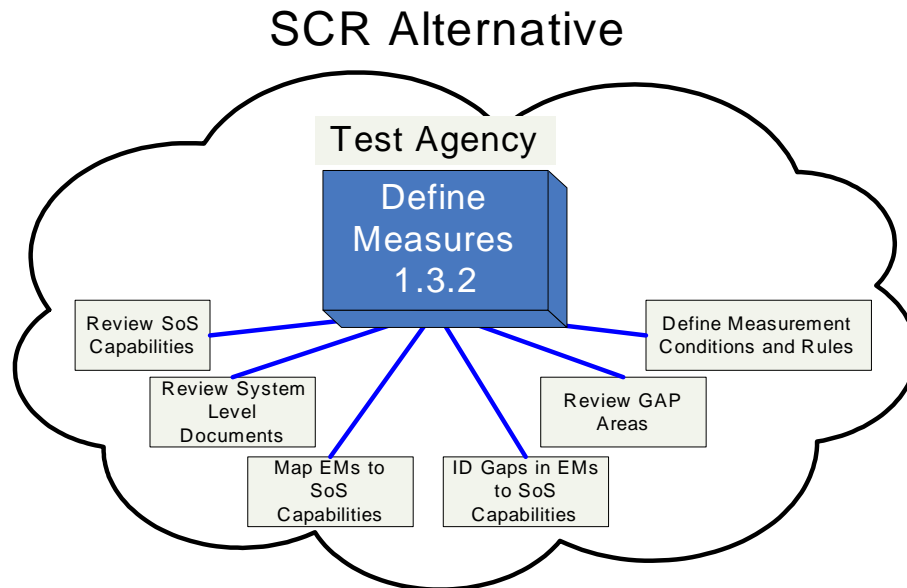 SCR Alternative
Test Agency
Define
Measures
1.3.2
Review SoS
Capabilities
Define Measurement
Conditions and Rules
Review System
Level
Documents
Review GAP
Areas
Map EMs to
SoS
Capabilities
ID Gaps in EMs
to SoS
Capabilities